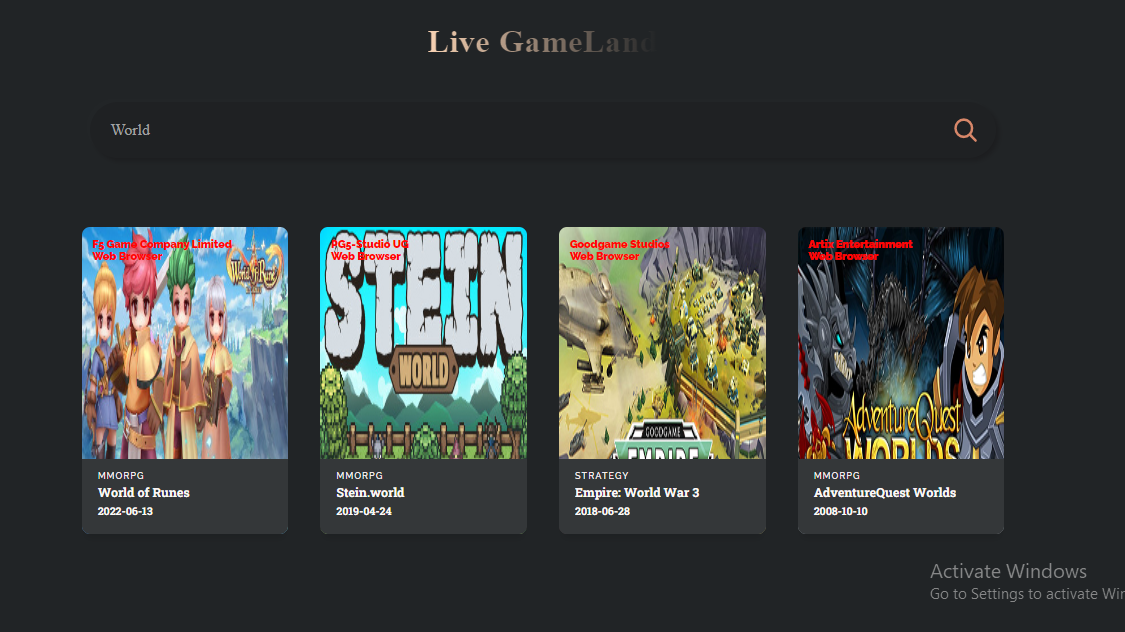 Live GameLand
World
F5 Game Company Limited
Web Browser
World of Rune
PG5-Studio UG
Web Browser
STEIN
WORLD
Goodgame Studios
Web Browser
GOODGAME
EMPIRE
Artix Entertainment
Web Browser
AdventureQuest
WORLDS
MMORPG
World of Runes
2022-06-13
MMORPG
Stein.world
2019-04-24
STRATEGY
Empire: World War 3
2018-06-28
MMORPG
AdventureQuest Worlds
2008-10-10
Activate Windows
Go to Settings to activate Win